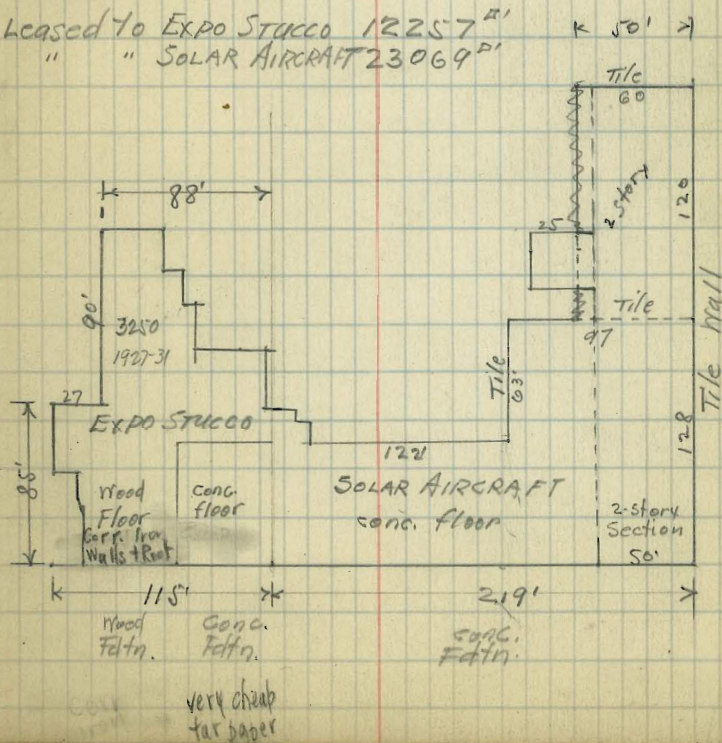 Leased To EXPO STUCCO 12257 □'
" " SOLAR AIRCRAFT 23069 □'
50'
Tile
60
88'
2 Story
120
25
90'
3250
1927-31
Tile
97
Tile Wall
Tile
63'
27
EXPO STUCCO
122'
128
85'
Wood
Floor
Conc.
floor
SOLAR AIRCRAFT
conc. floor
2-Story
Section
50'
Corr. Iron
Walls + Roof
115'
219'
Wood
Fdtn.
Conc.
Fdtn.
conc.
Fdtn.
very cheap
tar paper